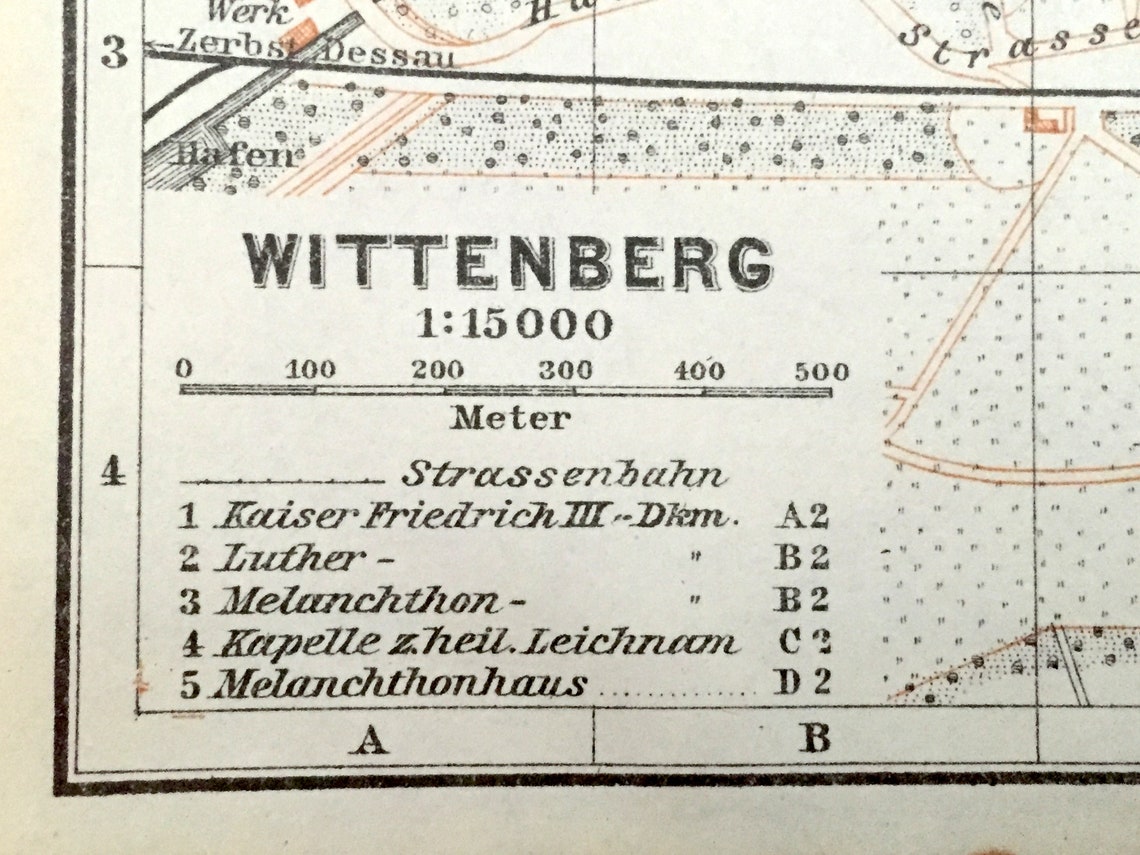 Werk
Ha
Strasse
3 Zerbst, Dessau
Hafen
WITTENBERG
1:15000
0 100 200 300 400 500
Meter
Strassenbahn
4
1 Kaiser Friedrich III.-Dkm. A 2
2 Luther - " B 2
3 Melanchthon - " B 2
4 Kapelle z. heil. Leichnam C 2
5 Melanchthonhaus ............ D 2
A B